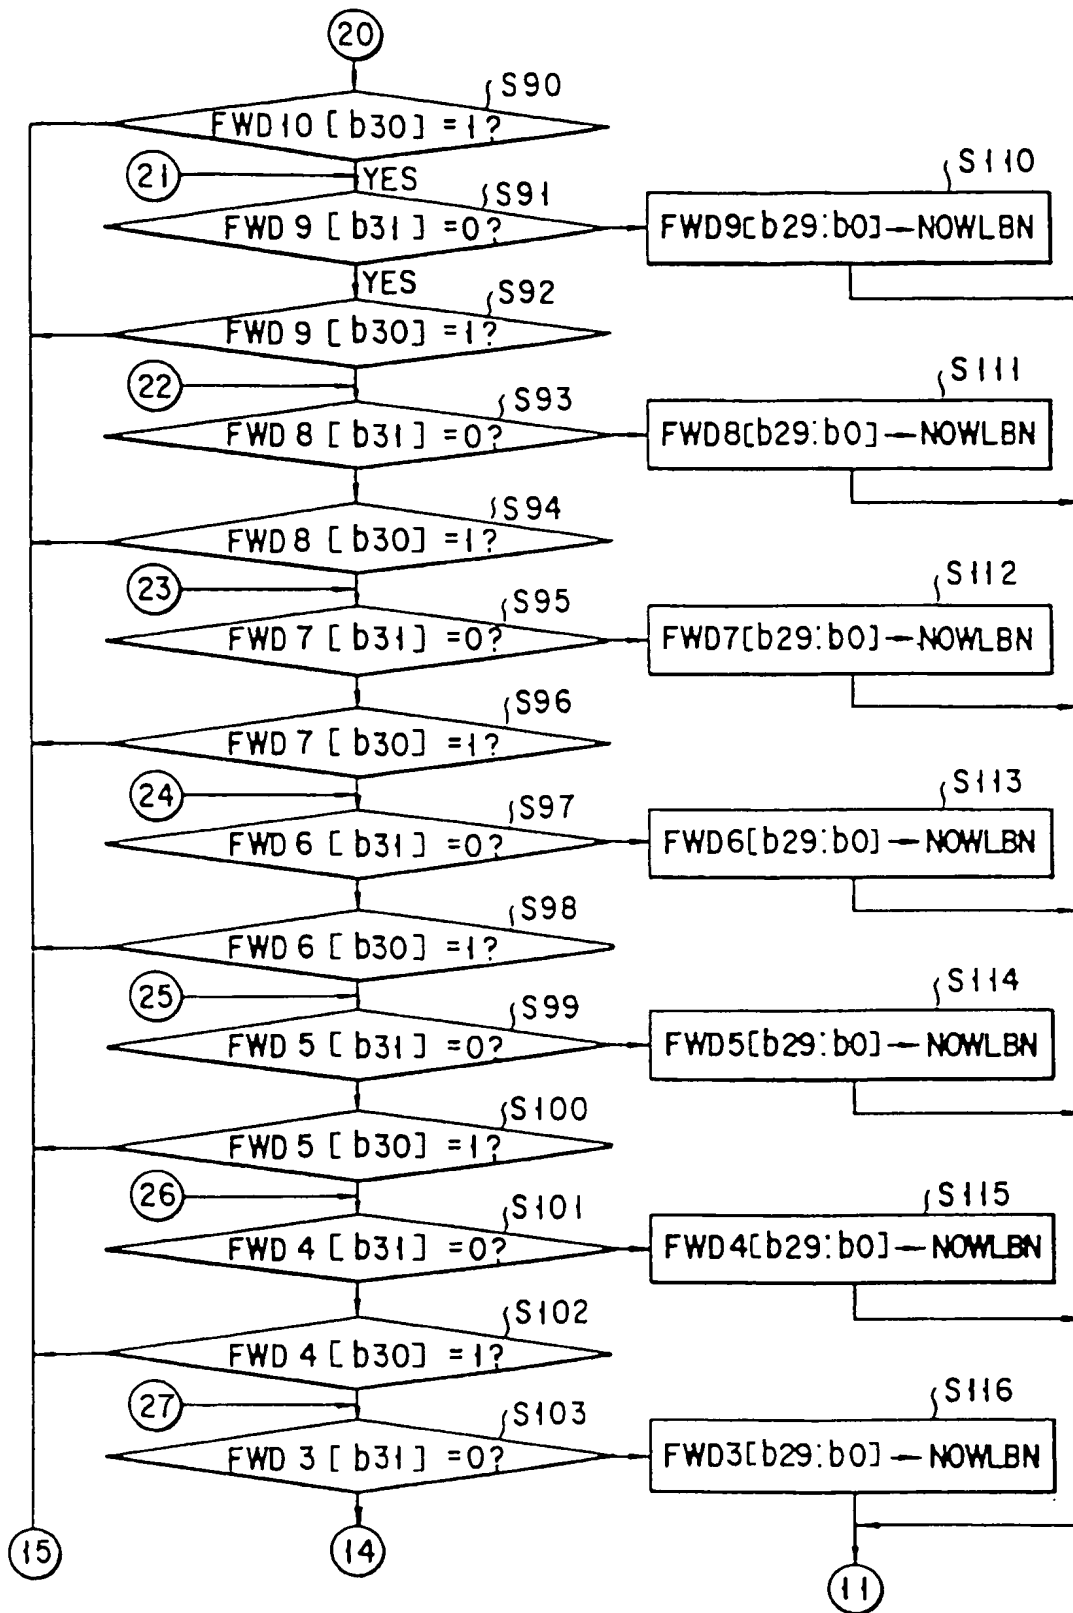 20
S90
FWD10 [b30] =1?
21
YES
S91
S110
FWD9 [b31] =0?
FWD9[b29:b0]→NOWLBN
YES
S92
FWD9 [b30] =1?
22
S93
S111
FWD8 [b31] =0?
FWD8[b29:b0]→NOWLBN
S94
FWD8 [b30] =1?
23
S95
S112
FWD7 [b31] =0?
FWD7[b29:b0]→NOWLBN
S96
FWD7 [b30] =1?
24
S97
S113
FWD6 [b31] =0?
FWD6[b29:b0]→NOWLBN
S98
FWD6 [b30] =1?
25
S99
S114
FWD5 [b31] =0?
FWD5[b29:b0]→NOWLBN
S100
FWD5 [b30] =1?
26
S101
S115
FWD4 [b31] =0?
FWD4[b29:b0]→NOWLBN
S102
FWD4 [b30] =1?
27
S103
S116
FWD3 [b31] =0?
FWD3[b29:b0]→NOWLBN
15
14
11